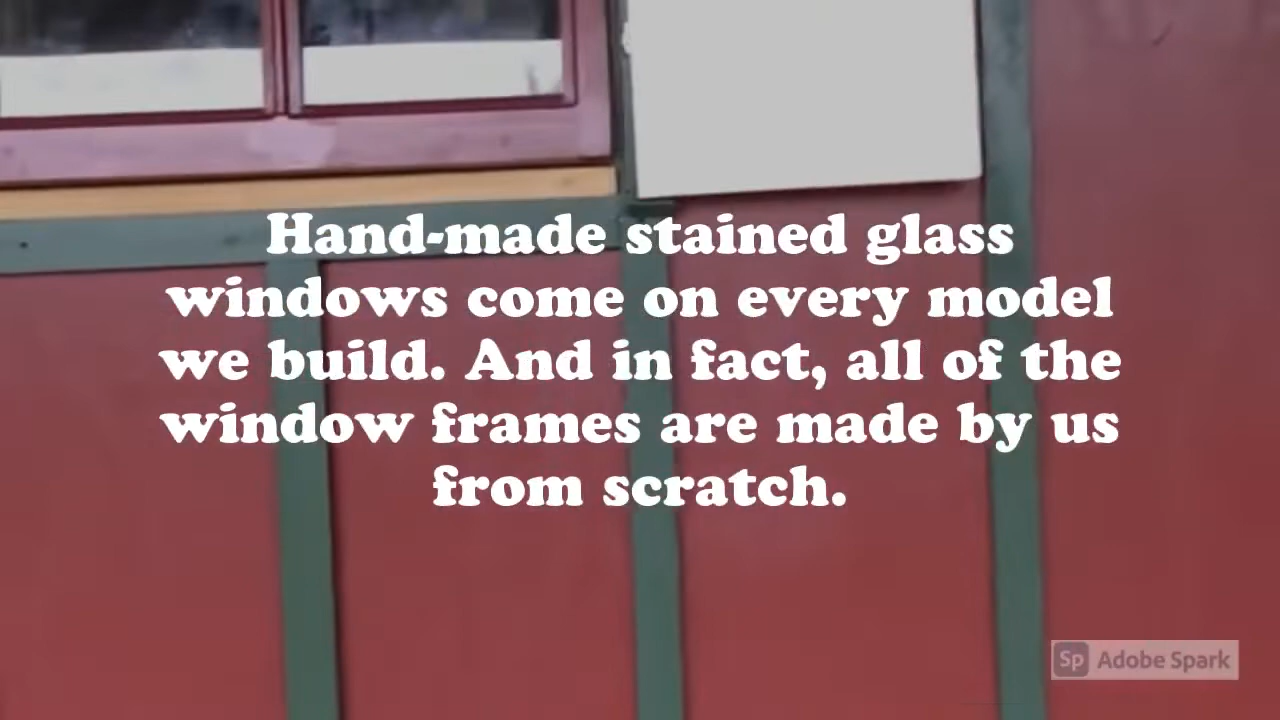 Hand-made stained glass
windows come on every model
we build. And in fact, all of the
window frames are made by us
from scratch.
Sp Adobe Spark